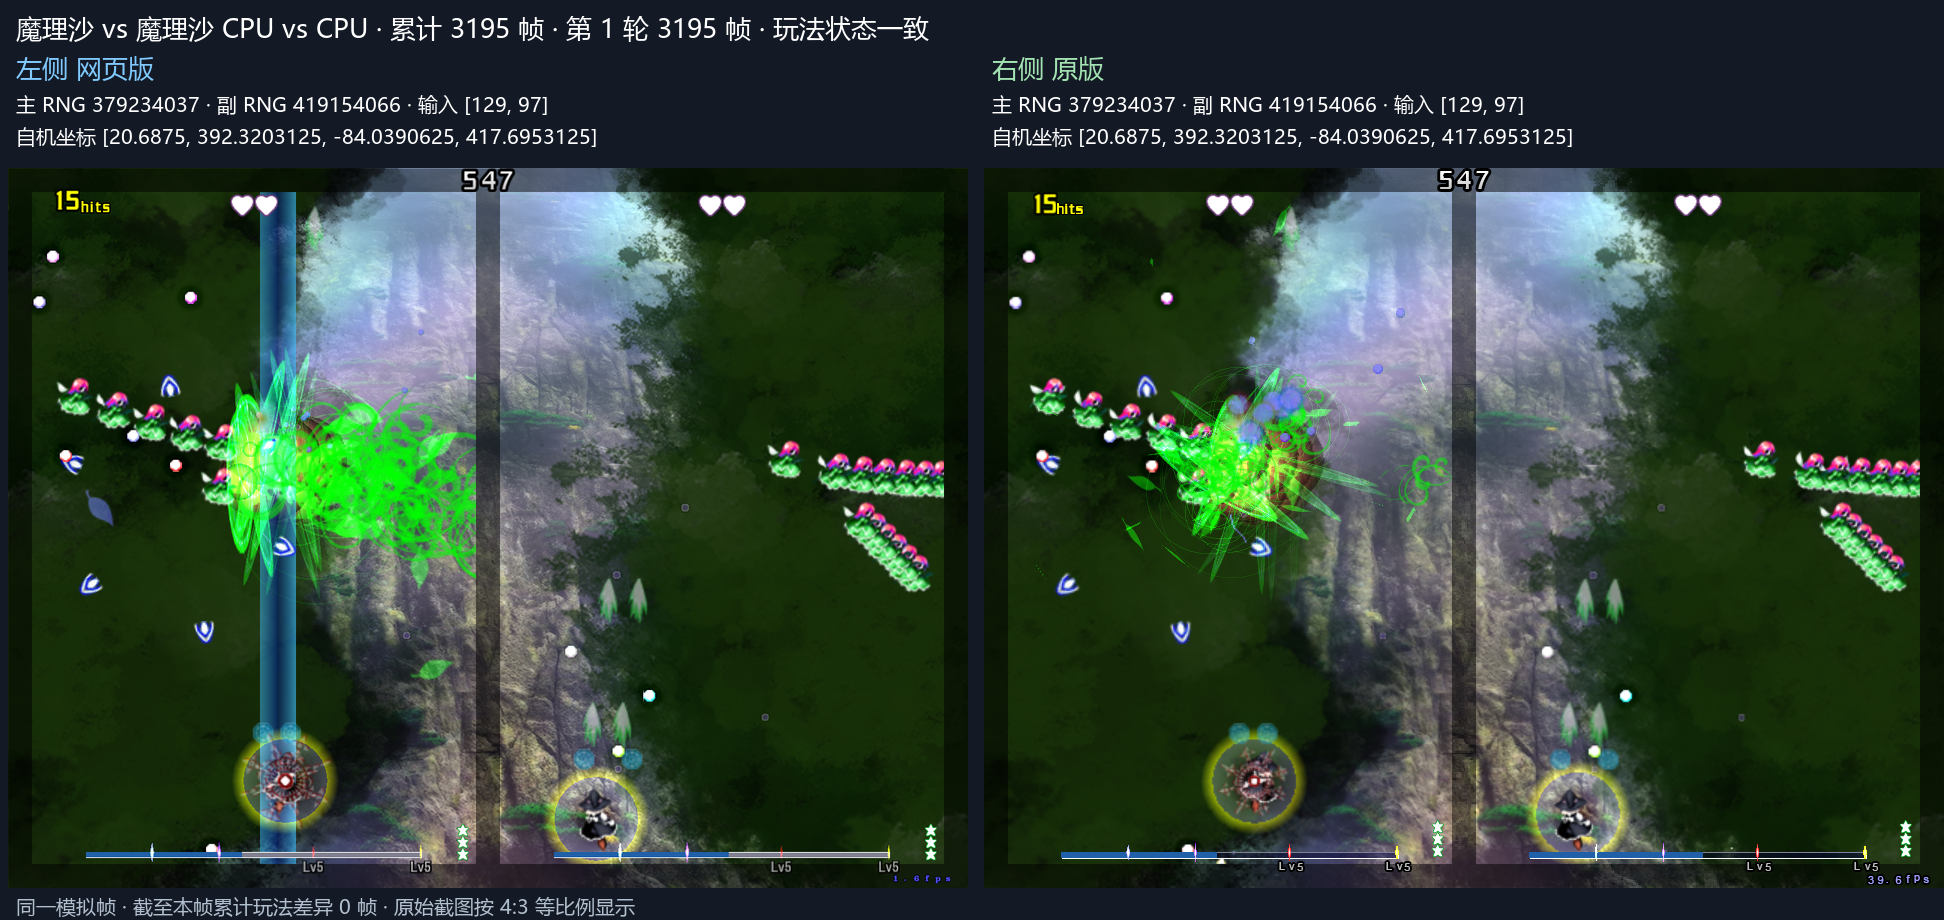 魔理沙 vs 魔理沙 CPU vs CPU · 累计 3195 帧 · 第 1 轮 3195 帧 · 玩法状态一致
左侧 网页版
主 RNG 379234037 · 副 RNG 419154066 · 输入 [129, 97]
自机坐标 [20.6875, 392.3203125, -84.0390625, 417.6953125]
右侧 原版
主 RNG 379234037 · 副 RNG 419154066 · 输入 [129, 97]
自机坐标 [20.6875, 392.3203125, -84.0390625, 417.6953125]
547
15hits
Lv5 Lv5
Lv5 Lv5
1.6fps
547
15hits
Lv5 Lv5
Lv5 Lv5
39.6fps
同一模拟帧 · 截至本帧累计玩法差异 0 帧 · 原始截图按 4:3 等比例显示